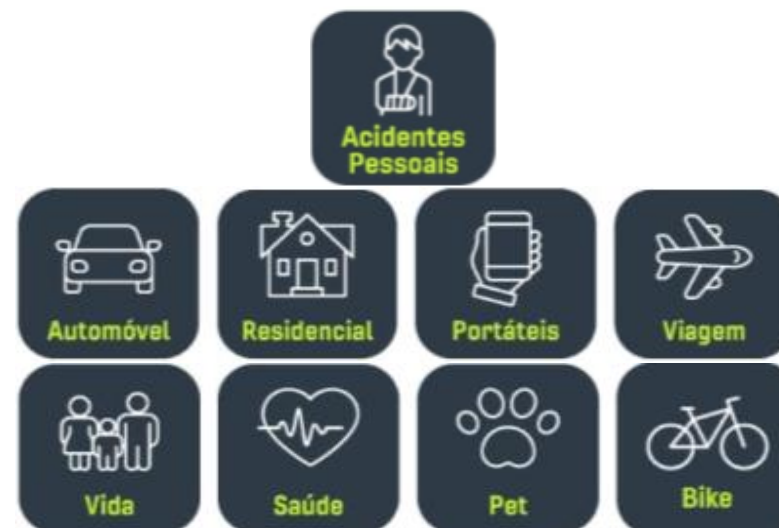 Acidentes
Pessoais
Automóvel
Residencial
Portáteis
Viagem
Vida
Saúde
Pet
Bike